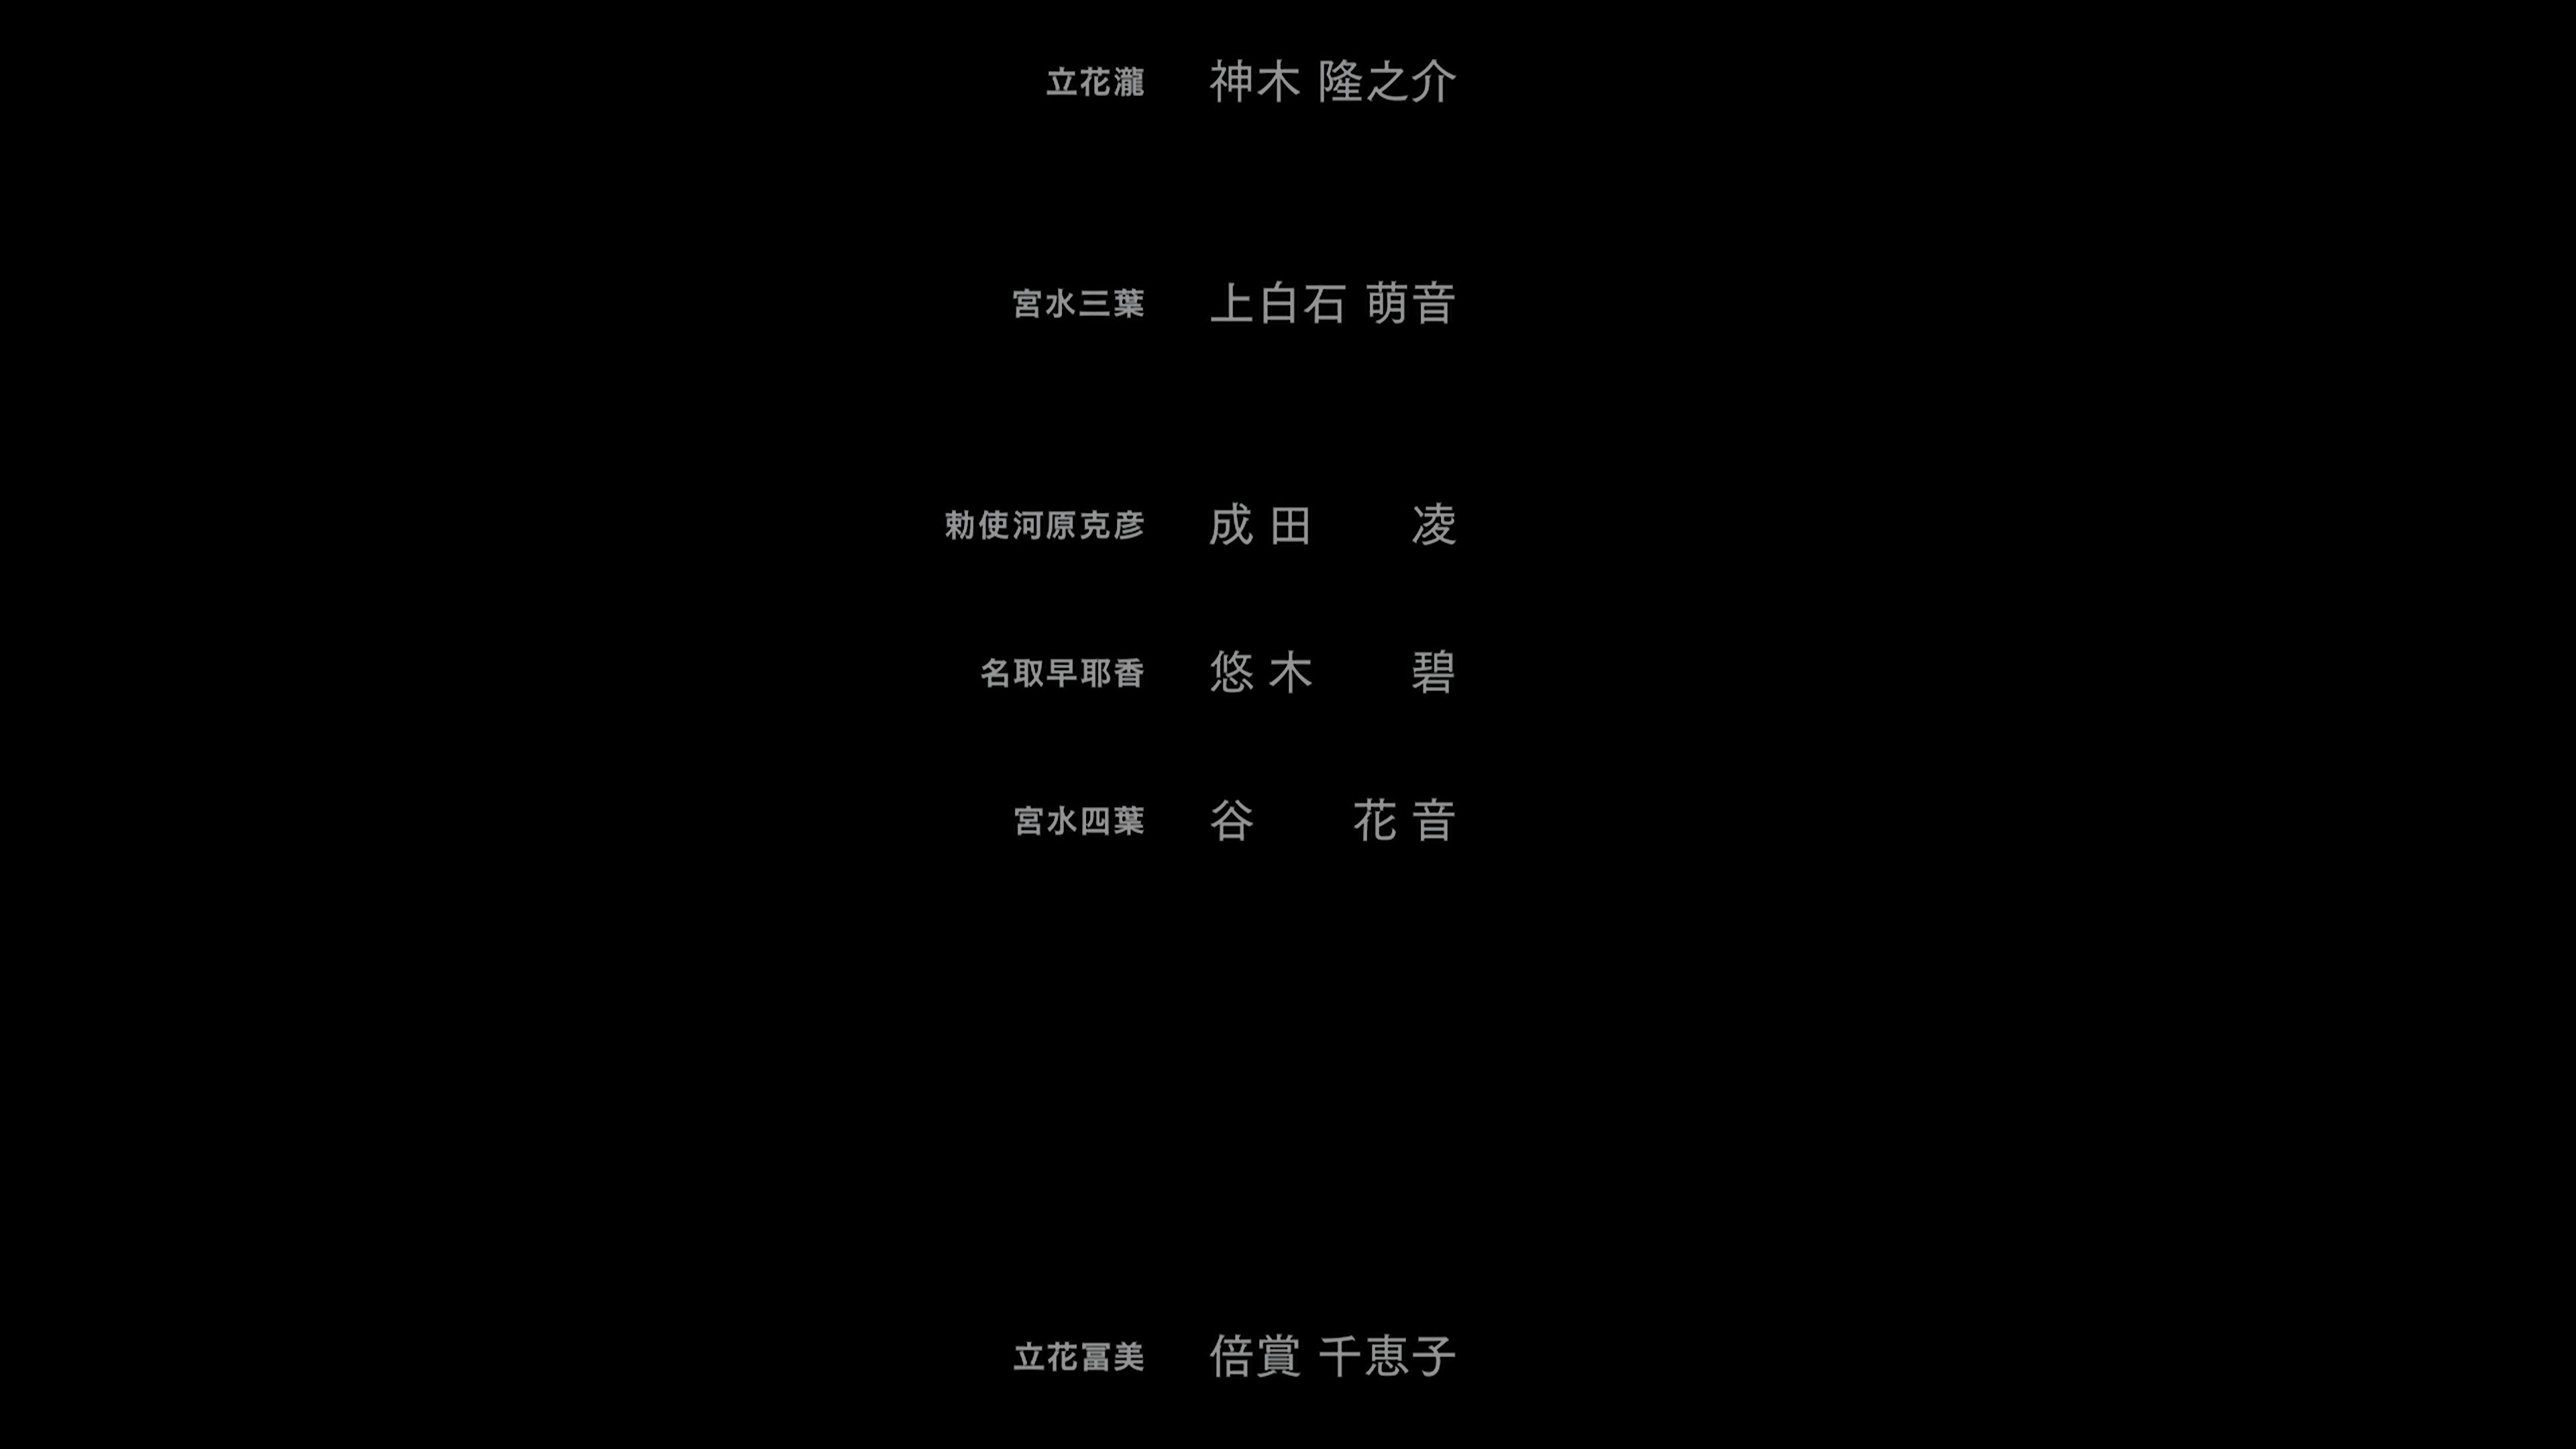 立花瀧 神木 隆之介
宮水三葉 上白石 萌音
勅使河原克彦 成田 凌
名取早耶香 悠木 碧
宮水四葉 谷 花音
立花冨美 倍賞 千恵子